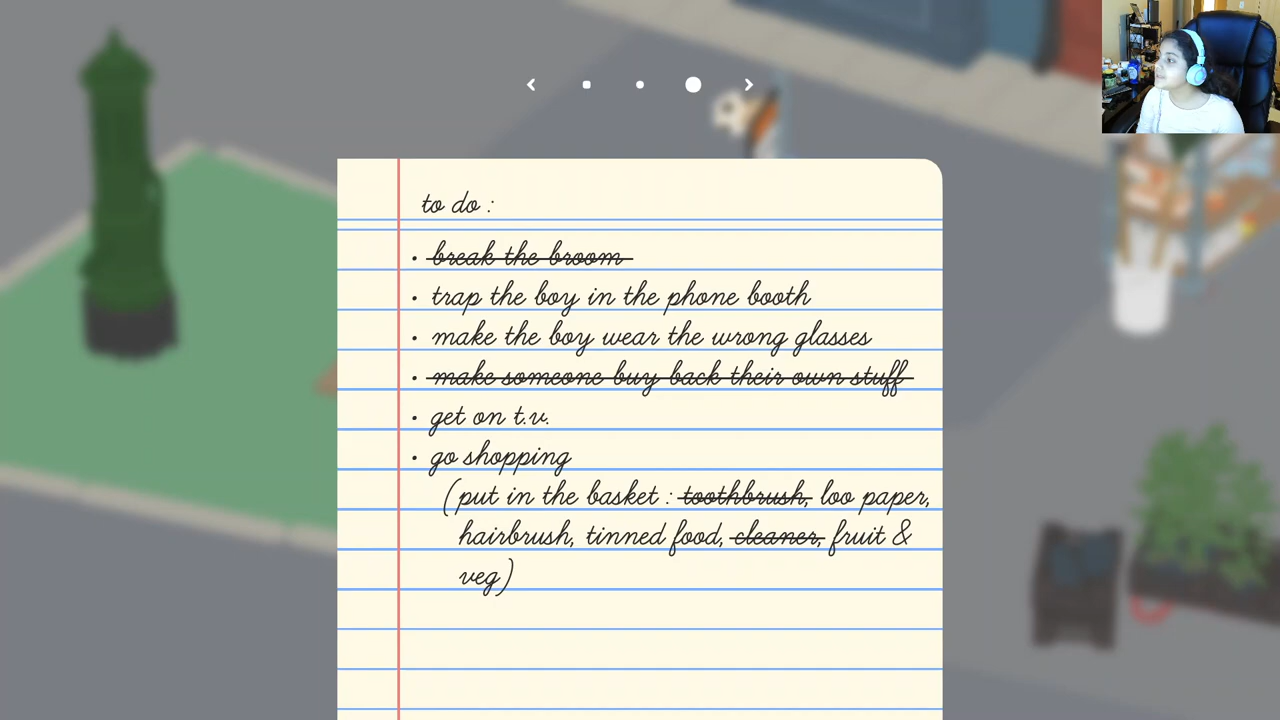 to do :
• break the broom
• trap the boy in the phone booth
• make the boy wear the wrong glasses
• make someone buy back their own stuff
• get on t.v.
• go shopping
(put in the basket : toothbrush, loo paper,
hairbrush, tinned food, cleaner, fruit &
veg)